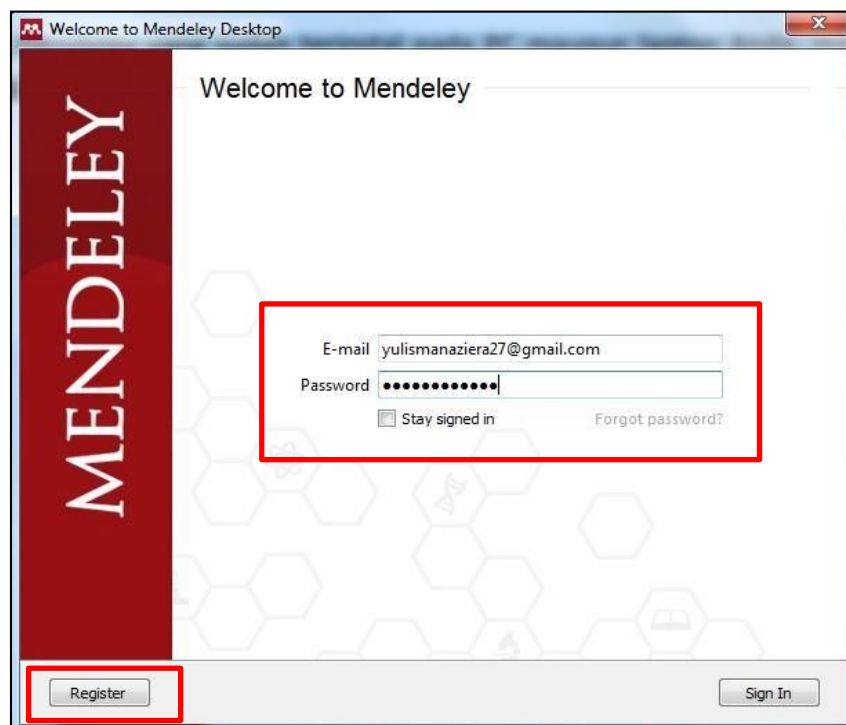 Welcome to Mendeley Desktop
Welcome to Mendeley
MENDELEY
E-mail yulismanaziera27@gmail.com
Password ••••••••••••
Stay signed in Forgot password?
Register Sign In